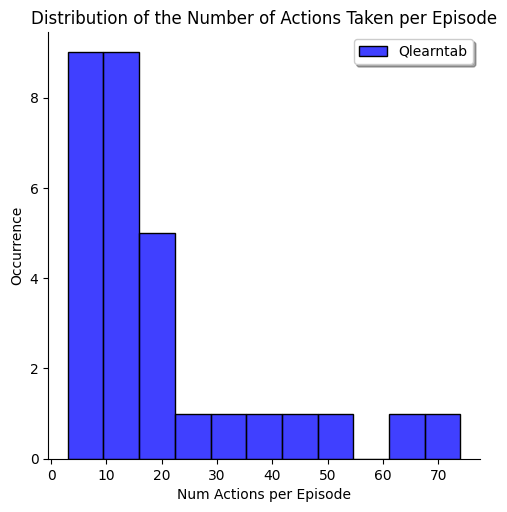 Distribution of the Number of Actions Taken per Episode
Qlearntab
Occurrence
8
6
4
2
0
0 10 20 30 40 50 60 70
Num Actions per Episode